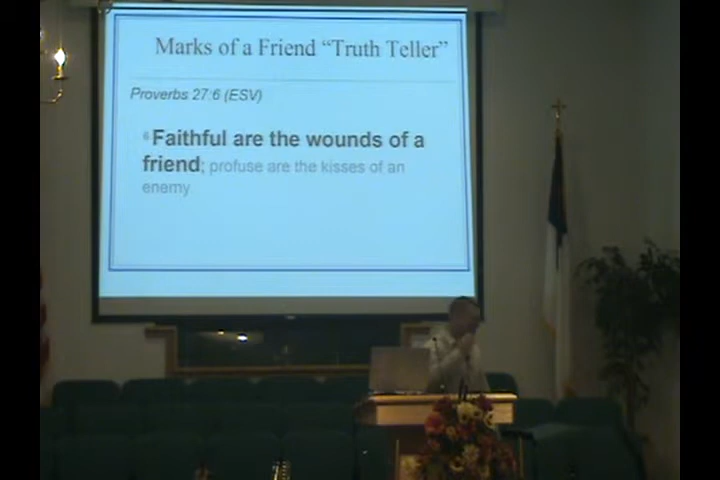 Marks of a Friend “Truth Teller”
Proverbs 27:6 (ESV)
6 Faithful are the wounds of a
friend; profuse are the kisses of an
enemy